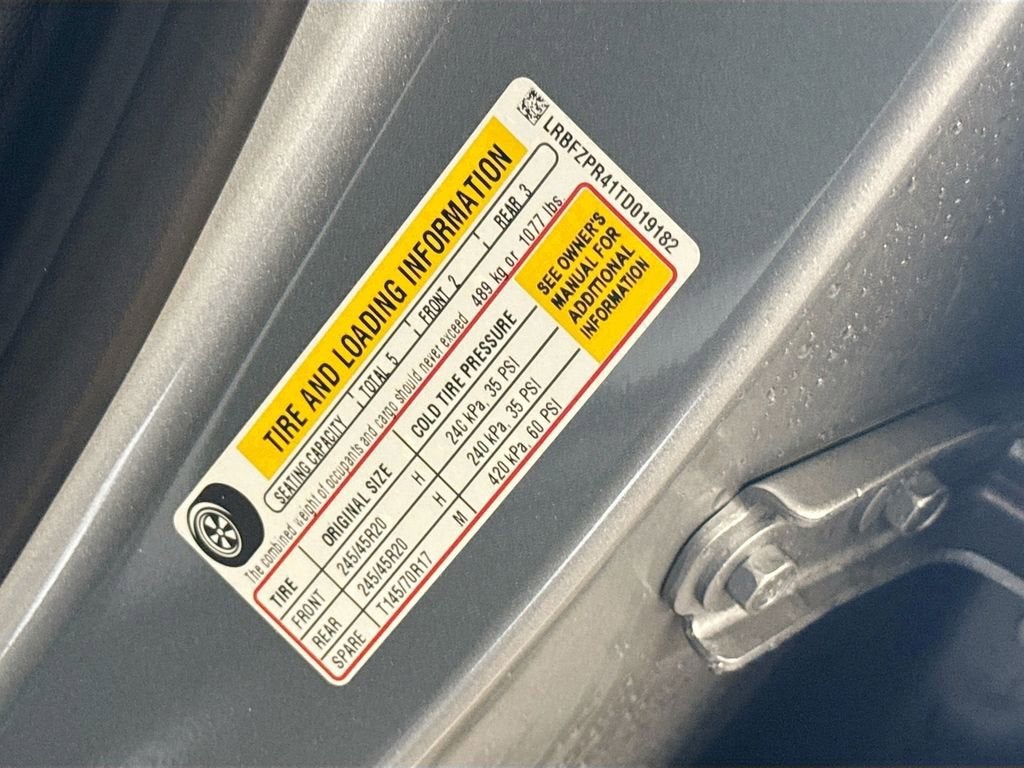 LRBFZPR41TD019182
TIRE AND LOADING INFORMATION
SEATING CAPACITY | TOTAL 5 | FRONT 2 | REAR 3
The combined weight of occupants and cargo should never exceed 489 kg or 1077 lbs.
TIRE ORIGINAL SIZE COLD TIRE PRESSURE
FRONT 245/45R20 H 240 kPa, 35 PSI
REAR 245/45R20 H 240 kPa, 35 PSI
SPARE T145/70R17 M 420 kPa, 60 PSI
SEE OWNER'S
MANUAL FOR
ADDITIONAL
INFORMATION